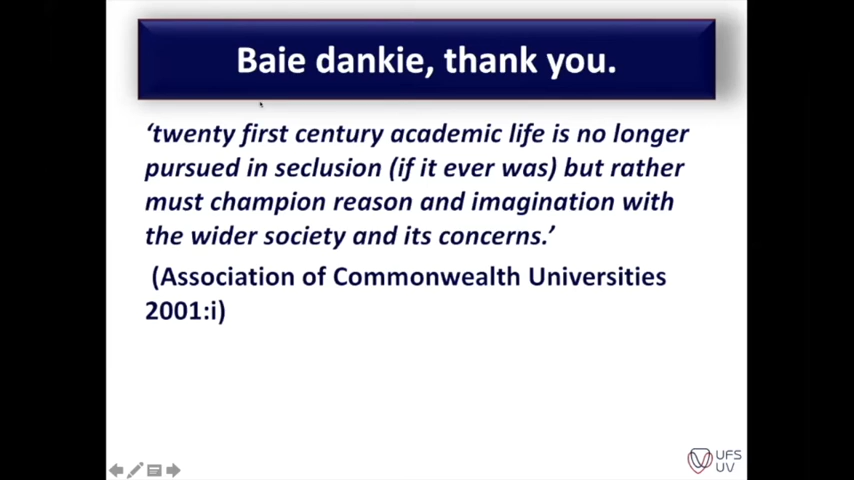 Baie dankie, thank you.
‘twenty first century academic life is no longer
pursued in seclusion (if it ever was) but rather
must champion reason and imagination with
the wider society and its concerns.’
(Association of Commonwealth Universities
2001:i)
UFS
UV